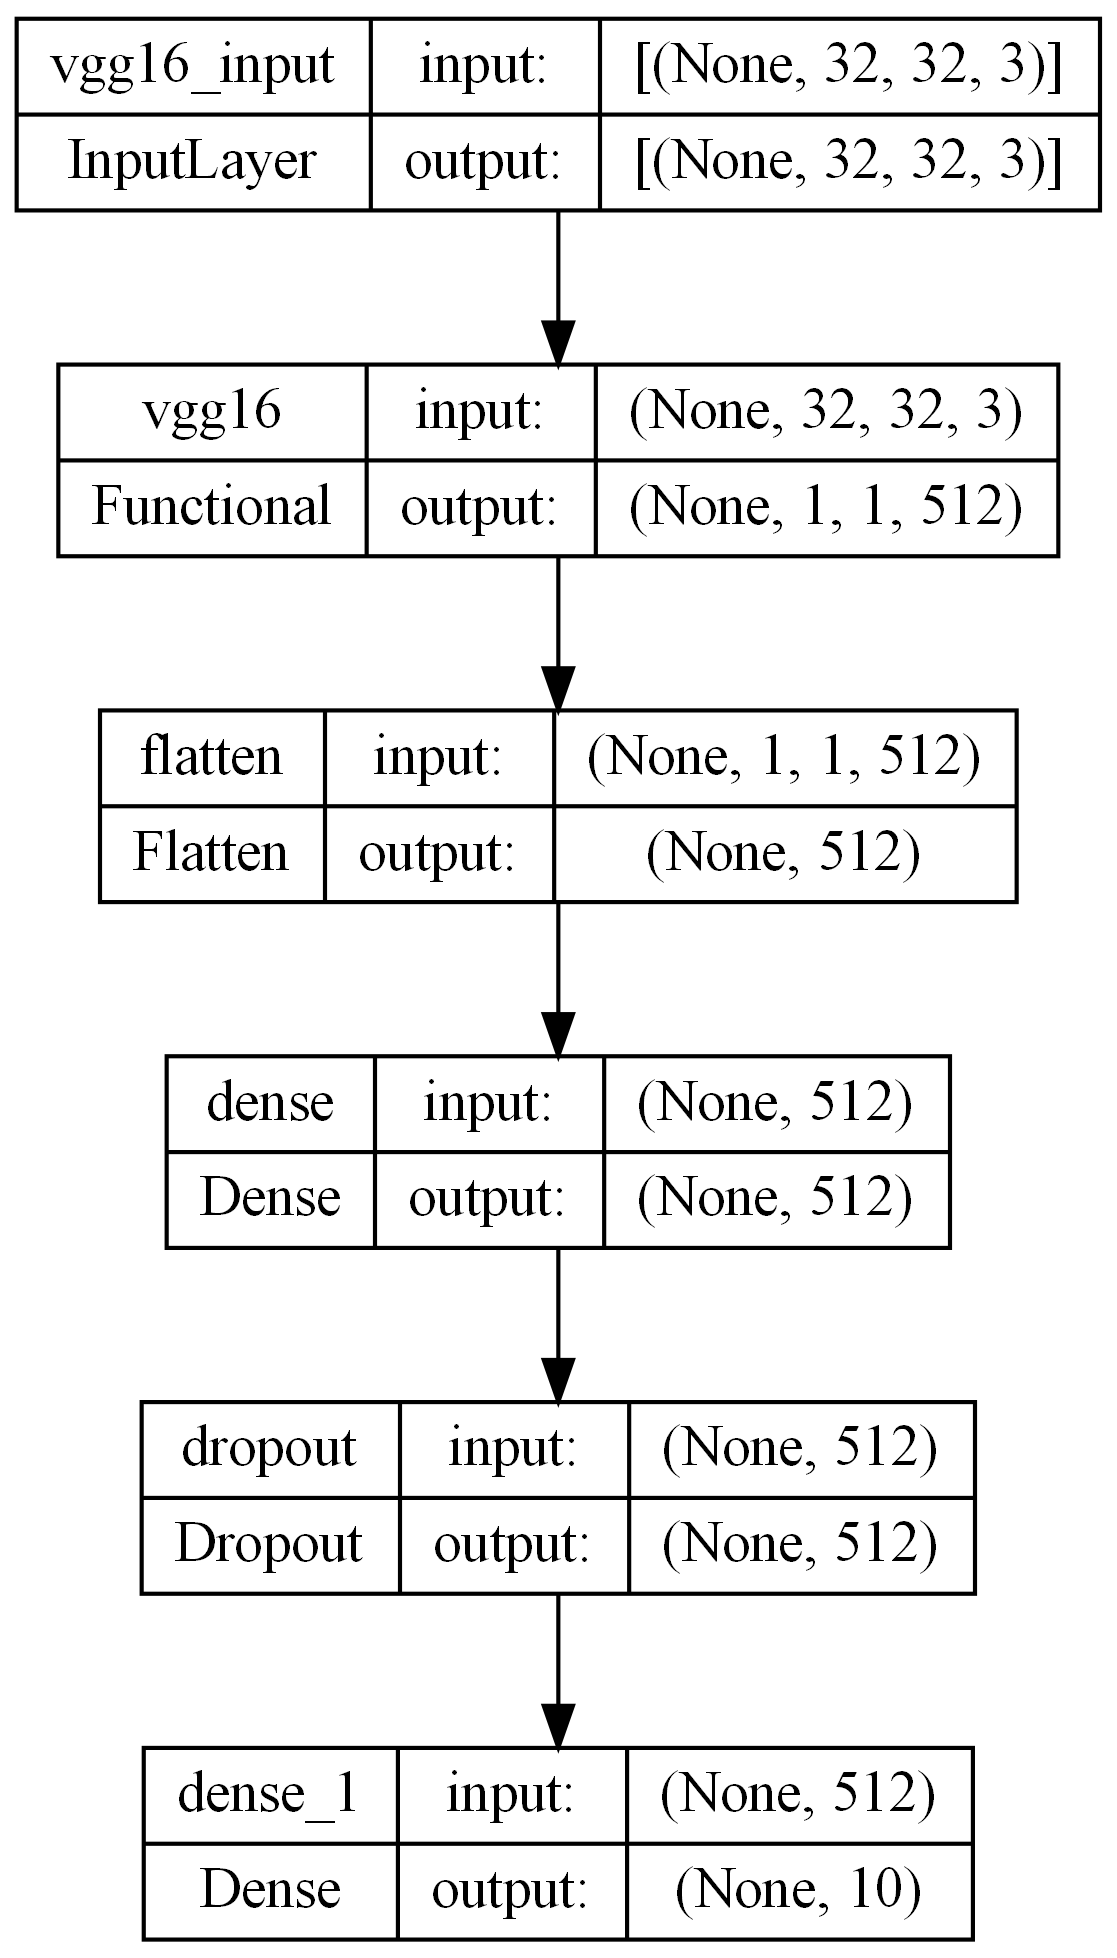 vgg16_input input: [(None, 32, 32, 3)]
InputLayer output: [(None, 32, 32, 3)]
vgg16 input: (None, 32, 32, 3)
Functional output: (None, 1, 1, 512)
flatten input: (None, 1, 1, 512)
Flatten output: (None, 512)
dense input: (None, 512)
Dense output: (None, 512)
dropout input: (None, 512)
Dropout output: (None, 512)
dense_1 input: (None, 512)
Dense output: (None, 10)